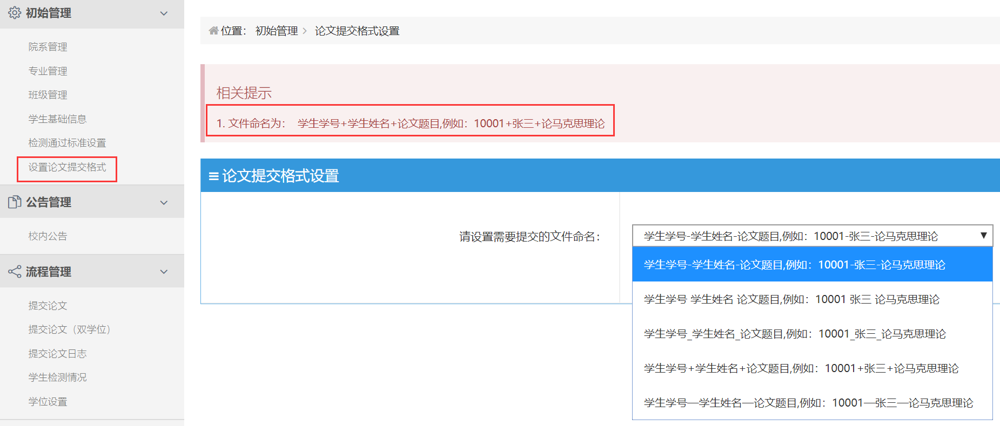 初始管理
院系管理
专业管理
班级管理
学生基础信息
检测通过标准设置
设置论文提交格式
公告管理
校内公告
流程管理
提交论文
提交论文（双学位）
提交论文日志
学生检测情况
学位设置
位置： 初始管理 > 论文提交格式设置
相关提示
1. 文件命名为： 学生学号+学生姓名+论文题目,例如：10001+张三+论马克思理论
论文提交格式设置
请设置需要提交的文件命名：
学生学号-学生姓名-论文题目,例如：10001-张三-论马克思理论
学生学号-学生姓名-论文题目,例如：10001-张三-论马克思理论
学生学号 学生姓名 论文题目,例如：10001 张三 论马克思理论
学生学号_学生姓名_论文题目,例如：10001_张三_论马克思理论
学生学号+学生姓名+论文题目,例如：10001+张三+论马克思理论
学生学号—学生姓名—论文题目,例如：10001—张三—论马克思理论